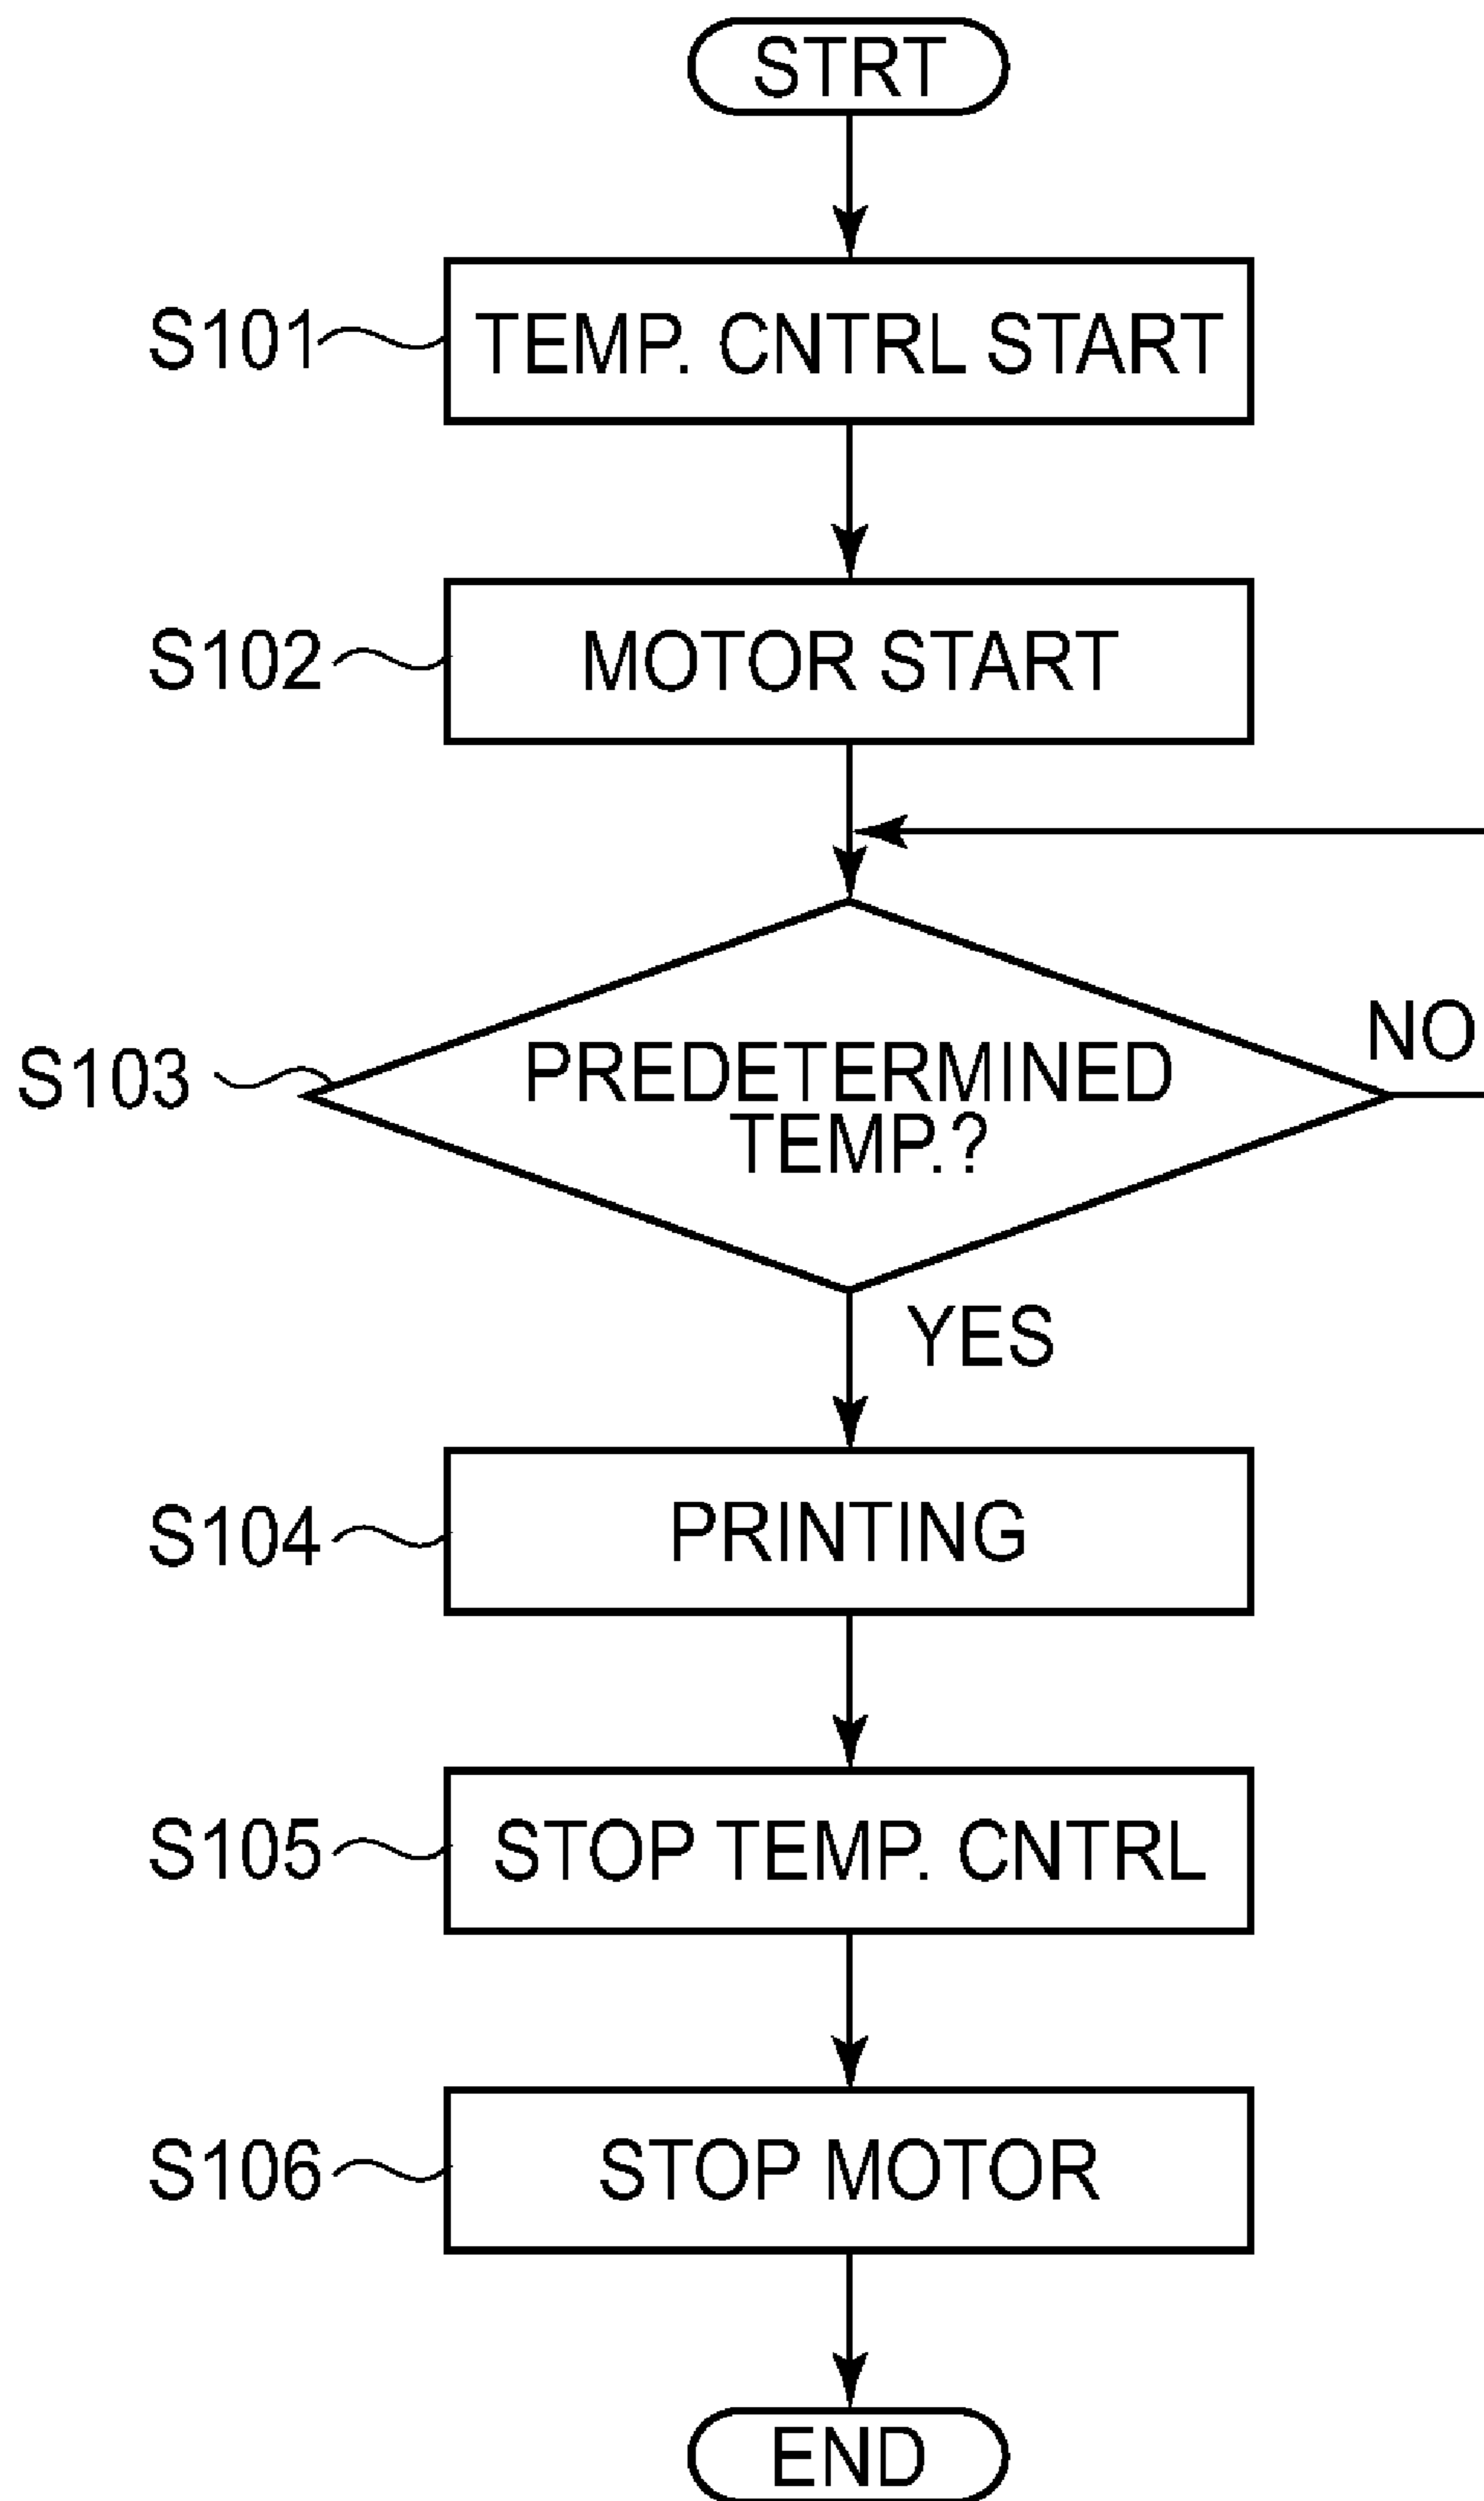 STRT
S101 TEMP. CNTRL START
S102 MOTOR START
S103 PREDETERMINED
TEMP.?
NO
YES
S104 PRINTING
S105 STOP TEMP. CNTRL
S106 STOP MOTOR
END